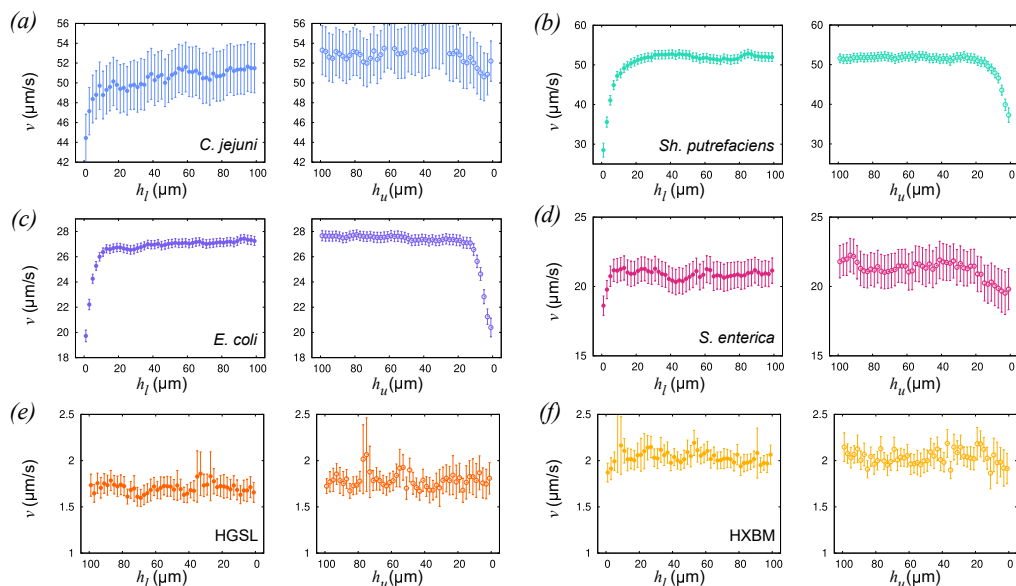 (a)
56
54
52
50
48
46
44
42
v (μm/s)
C. jejuni
0 20 40 60 80 100
h_l (μm)
56
54
52
50
48
46
44
42
100 80 60 40 20 0
h_u (μm)
(b)
60
50
40
30
v (μm/s)
Sh. putrefaciens
0 20 40 60 80 100
h_l (μm)
60
50
40
30
100 80 60 40 20 0
h_u (μm)
(c)
28
26
24
22
20
18
v (μm/s)
E. coli
0 20 40 60 80 100
h_l (μm)
28
26
24
22
20
18
100 80 60 40 20 0
h_u (μm)
(d)
25
20
15
v (μm/s)
S. enterica
0 20 40 60 80 100
h_l (μm)
25
20
15
100 80 60 40 20 0
h_u (μm)
(e)
2.5
2
1.5
1
v (μm/s)
HGSL
100 80 60 40 20 0
h_l (μm)
2.5
2
1.5
1
100 80 60 40 20 0
h_u (μm)
(f)
2.5
2
1.5
1
v (μm/s)
HXBM
0 20 40 60 80 100
h_l (μm)
2.5
2
1.5
1
100 80 60 40 20 0
h_u (μm)